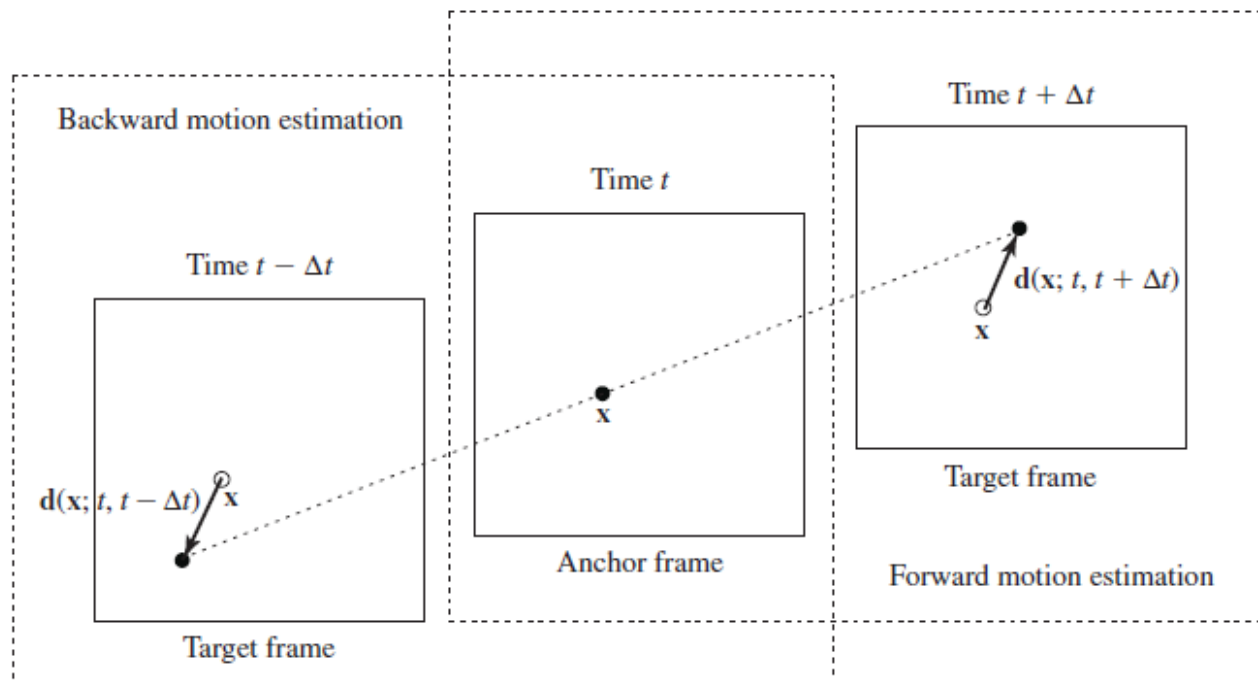 Backward motion estimation
Time t − Δt
d(x; t, t − Δt)
x
Target frame
Time t
x
Anchor frame
Time t + Δt
d(x; t, t + Δt)
x
Target frame
Forward motion estimation